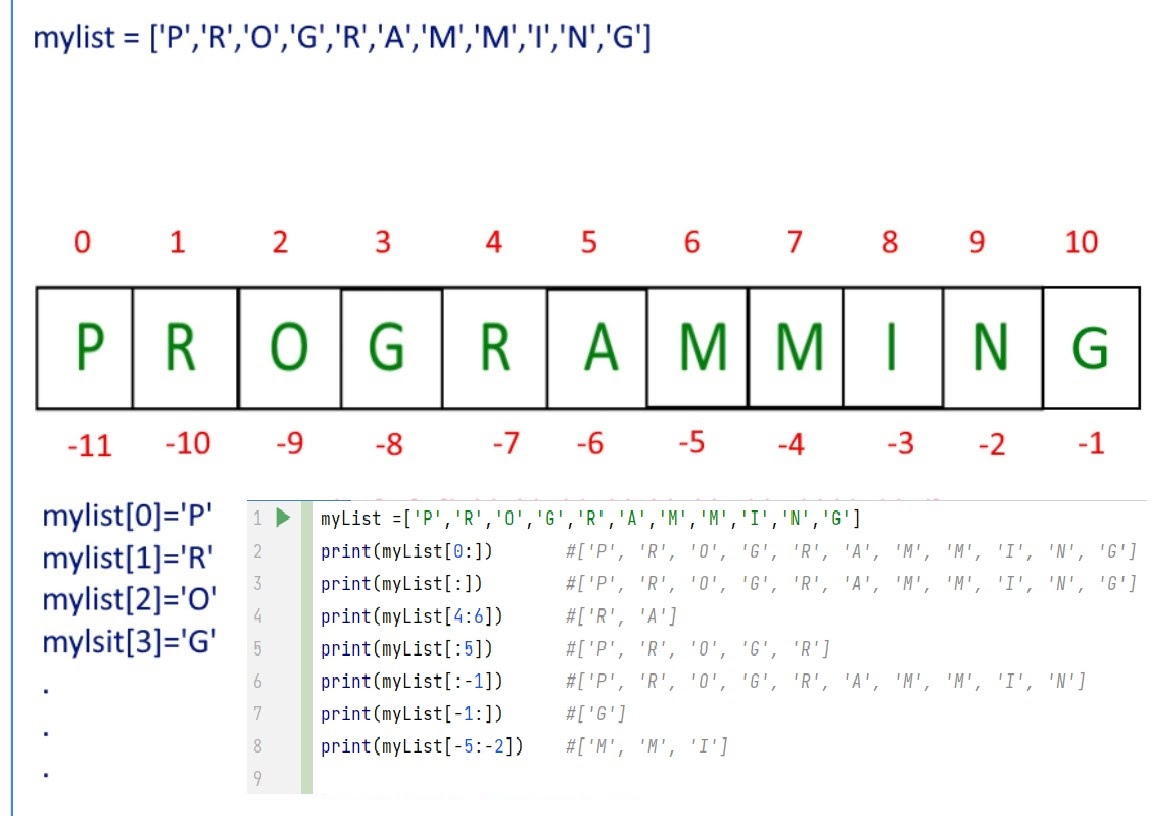 mylist = ['P','R','O','G','R','A','M','M','I','N','G']
0 1 2 3 4 5 6 7 8 9 10
P R O G R A M M I N G
-11 -10 -9 -8 -7 -6 -5 -4 -3 -2 -1
mylist[0]='P'
mylist[1]='R'
mylist[2]='O'
mylsit[3]='G'
.
.
.
1 myList =['P','R','O','G','R','A','M','M','I','N','G']
2 print(myList[0:]) #['P', 'R', 'O', 'G', 'R', 'A', 'M', 'M', 'I', 'N', 'G']
3 print(myList[:]) #['P', 'R', 'O', 'G', 'R', 'A', 'M', 'M', 'I', 'N', 'G']
4 print(myList[4:6]) #['R', 'A']
5 print(myList[:5]) #['P', 'R', 'O', 'G', 'R']
6 print(myList[:-1]) #['P', 'R', 'O', 'G', 'R', 'A', 'M', 'M', 'I', 'N']
7 print(myList[-1:]) #['G']
8 print(myList[-5:-2]) #['M', 'M', 'I']
9